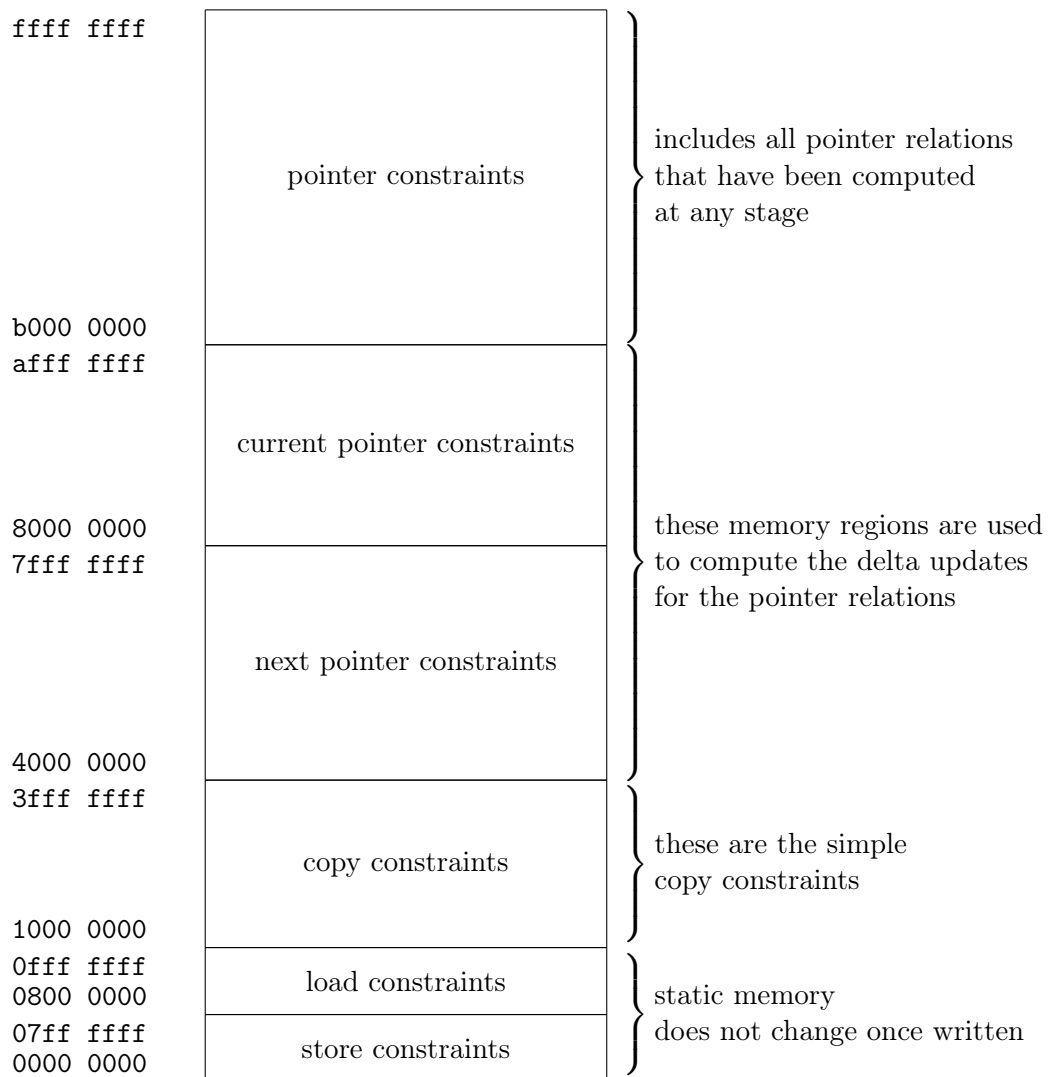 ffff ffff
includes all pointer relations
pointer constraints
that have been computed
at any stage
b000 0000
afff ffff
current pointer constraints
8000 0000
these memory regions are used
7fff ffff
to compute the delta updates
for the pointer relations
next pointer constraints
4000 0000
3fff ffff
these are the simple
copy constraints
copy constraints
1000 0000
0fff ffff
load constraints
0800 0000
static memory
07ff ffff
does not change once written
store constraints
0000 0000